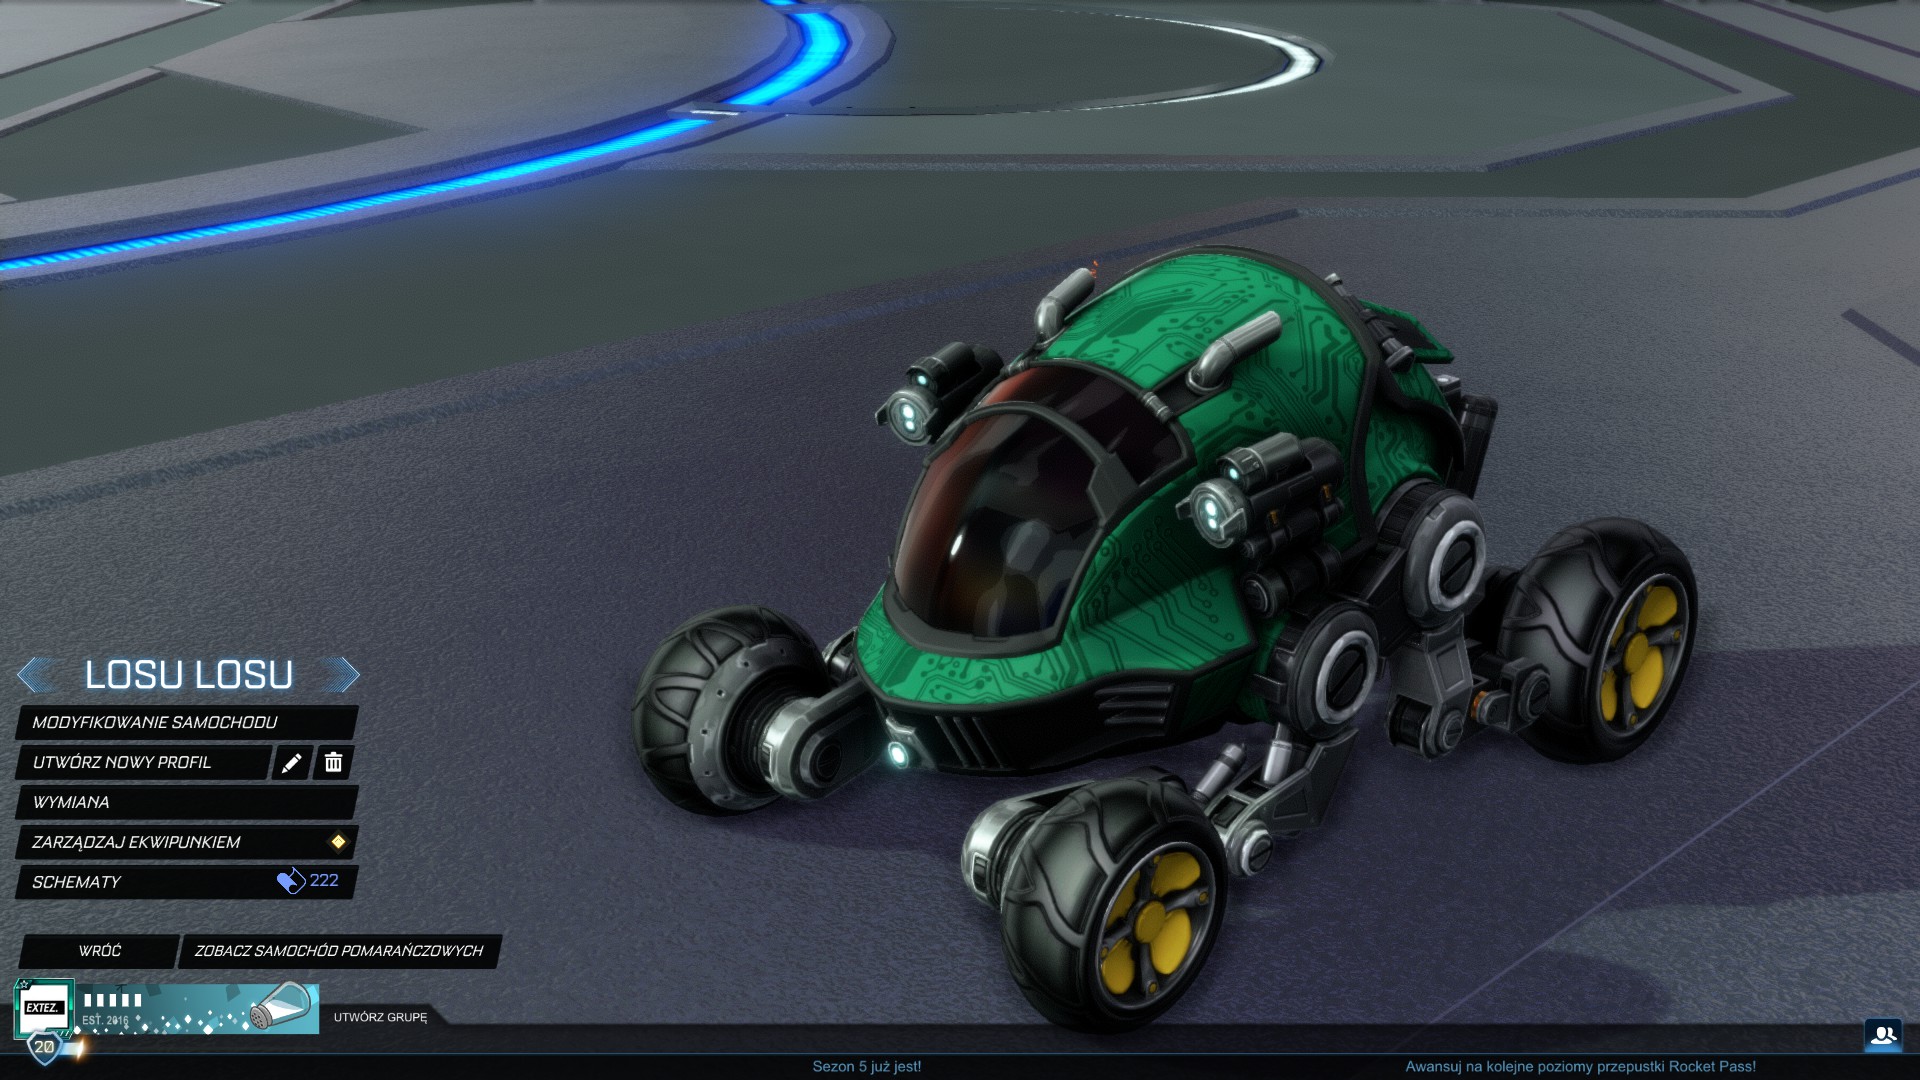 LOSU LOSU
MODYFIKOWANIE SAMOCHODU
UTWÓRZ NOWY PROFIL
WYMIANA
ZARZĄDZAJ EKWIPUNKIEM
SCHEMATY 222
WRÓĆ ZOBACZ SAMOCHÓD POMARAŃCZOWYCH
EXTEZ.
EST. 2016
UTWÓRZ GRUPĘ
20
Sezon 5 już jest! Awansuj na kolejne poziomy przepustki Rocket Pass!